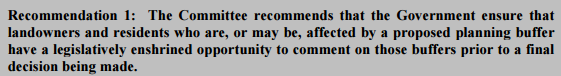 Recommendation 1: The Committee recommends that the Government ensure that
landowners and residents who are, or may be, affected by a proposed planning buffer
have a legislatively enshrined opportunity to comment on those buffers prior to a final
decision being made.